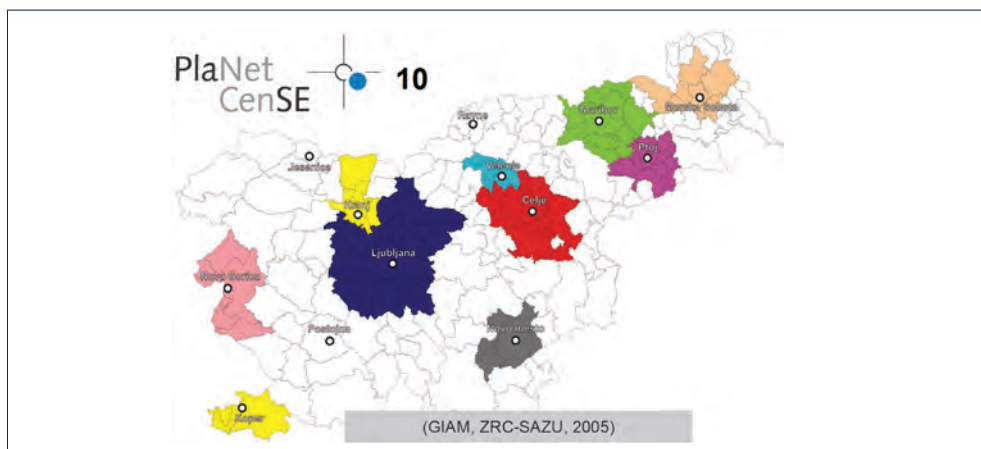 PlaNet
CenSE
10
Murska Sobota
Maribor
Ravne
Ptuj
Jesenice
Velenje
Kranj
Celje
Ljubljana
Nova Gorica
Postojna
Novo mesto
Koper
(GIAM, ZRC-SAZU, 2005)